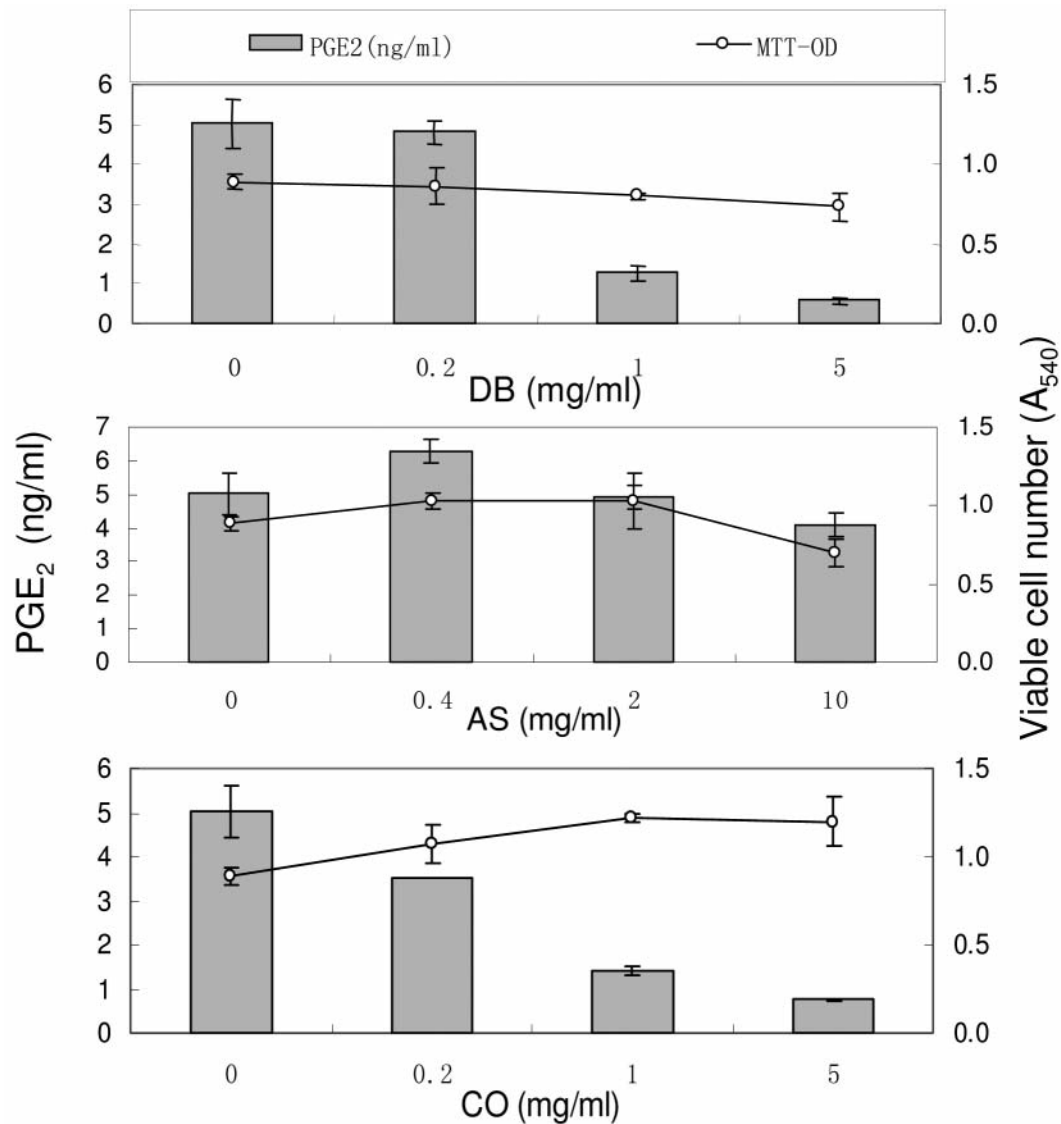 PGE2(ng/ml) MTT-OD
6 1.5
5
4 1.0
3
2 0.5
1
0 0.0
0 0.2 1 5
DB (mg/ml)
7 1.5
6
5 1.0
4
3
2 0.5
1
0 0.0
0 0.4 2 10
AS (mg/ml)
6 1.5
5
4 1.0
3
2 0.5
1
0 0.0
0 0.2 1 5
CO (mg/ml)
PGE₂ (ng/ml)
Viable cell number (A₅₄₀)